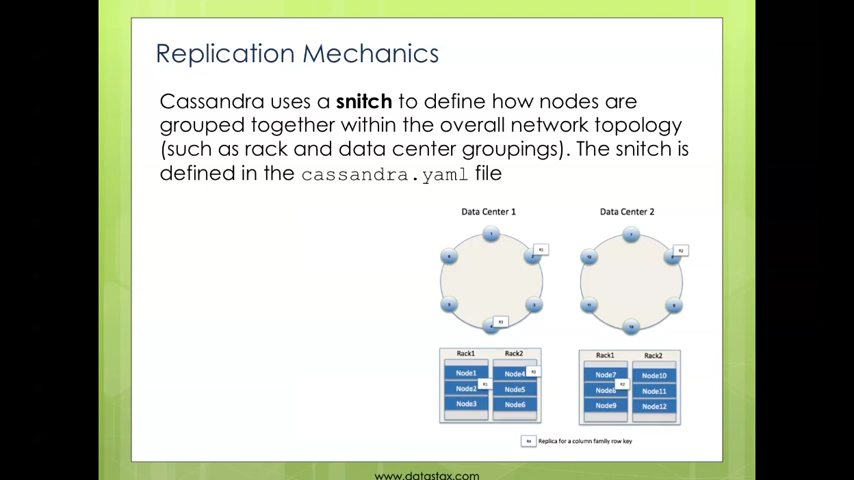 Replication Mechanics
Cassandra uses a snitch to define how nodes are
grouped together within the overall network topology
(such as rack and data center groupings). The snitch is
defined in the cassandra.yaml file
Data Center 1
Data Center 2
Rack1 Rack2
Node1 Node4
Node2 Node5
Node3 Node6
Rack1 Rack2
Node7 Node10
Node8 Node11
Node9 Node12
Replica for a column family row key
www.datastax.com